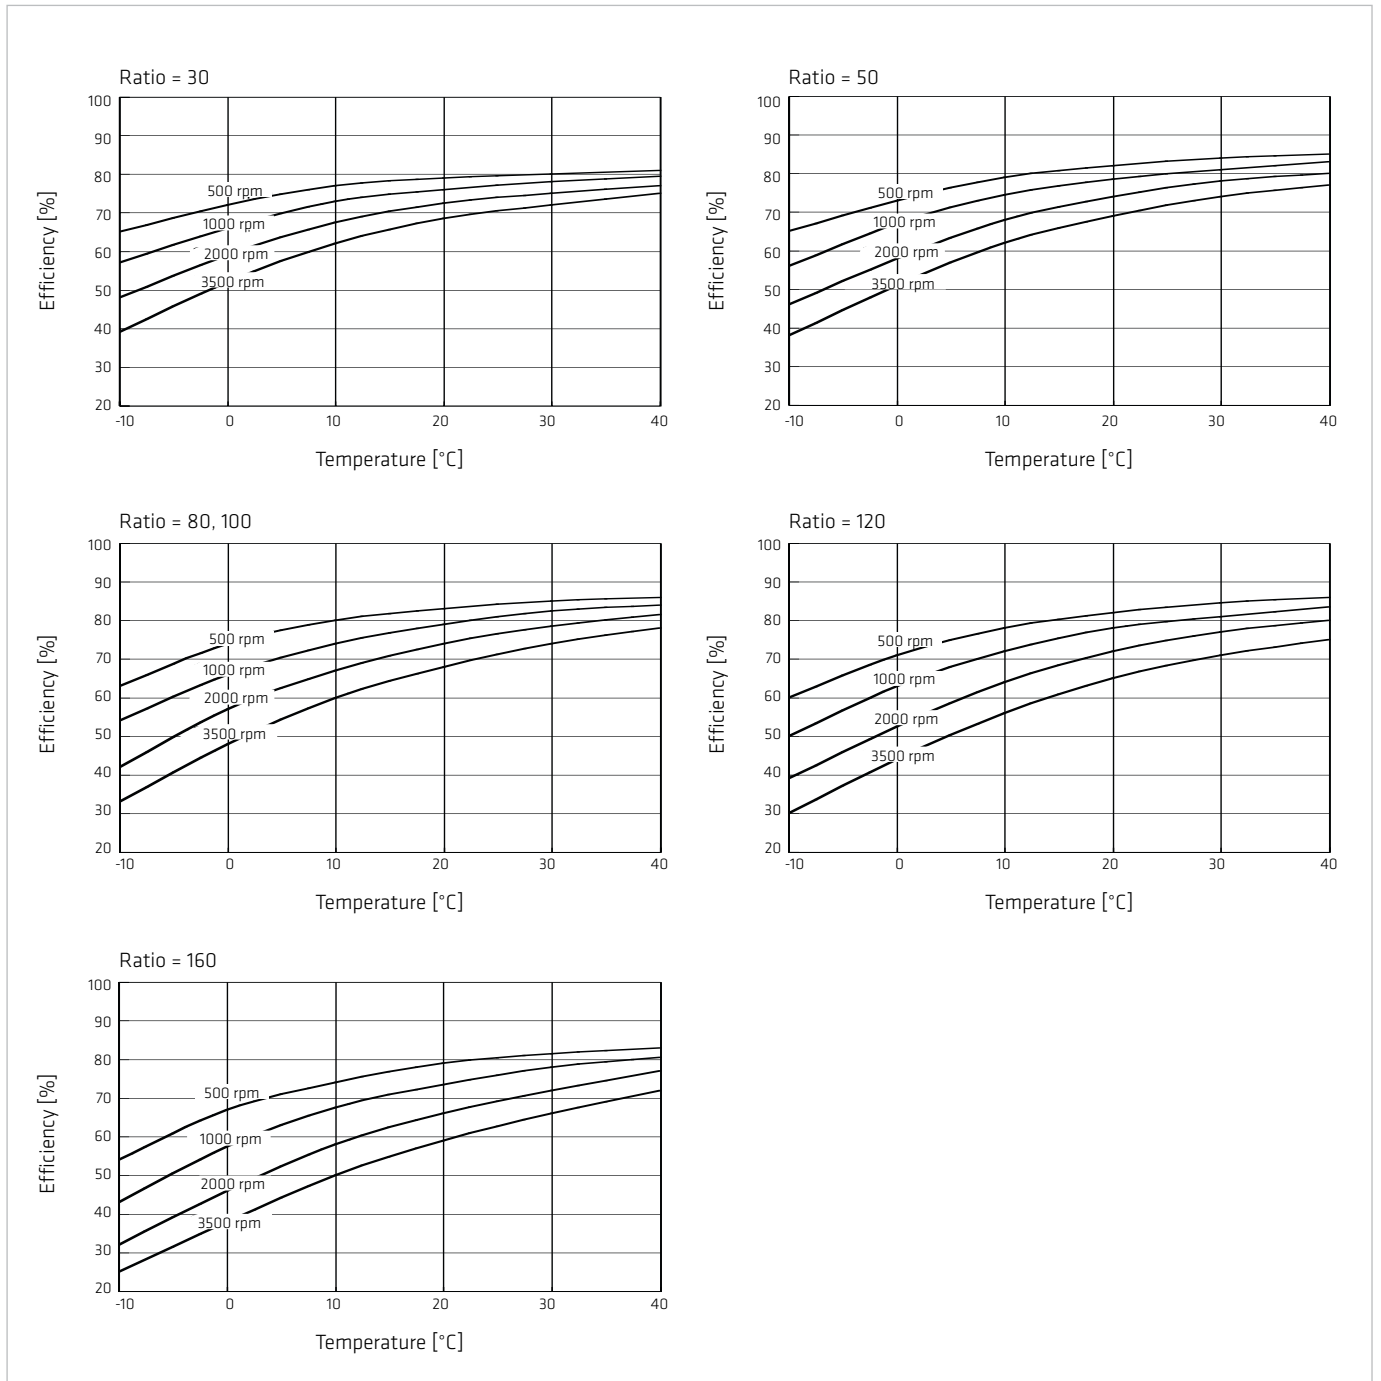 Ratio = 30
100
90
80
70
60
50
40
30
20
500 rpm
1000 rpm
2000 rpm
3500 rpm
-10 0 10 20 30 40
Efficiency [%]
Temperature [°C]
Ratio = 50
100
90
80
70
60
50
40
30
20
500 rpm
1000 rpm
2000 rpm
3500 rpm
-10 0 10 20 30 40
Efficiency [%]
Temperature [°C]
Ratio = 80, 100
100
90
80
70
60
50
40
30
20
500 rpm
1000 rpm
2000 rpm
3500 rpm
-10 0 10 20 30 40
Efficiency [%]
Temperature [°C]
Ratio = 120
100
90
80
70
60
50
40
30
20
500 rpm
1000 rpm
2000 rpm
3500 rpm
-10 0 10 20 30 40
Efficiency [%]
Temperature [°C]
Ratio = 160
100
90
80
70
60
50
40
30
20
500 rpm
1000 rpm
2000 rpm
3500 rpm
-10 0 10 20 30 40
Efficiency [%]
Temperature [°C]